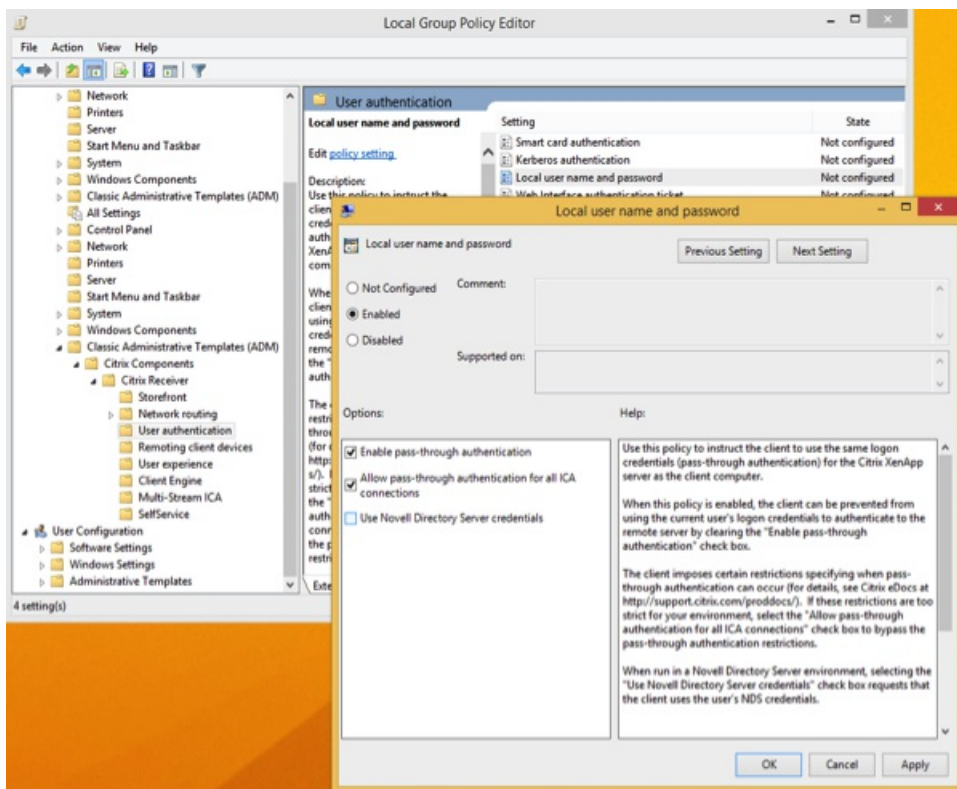 Local Group Policy Editor
File Action View Help
Network
Printers
Server
Start Menu and Taskbar
System
Windows Components
Classic Administrative Templates (ADM)
All Settings
Control Panel
Network
Printers
Server
Start Menu and Taskbar
System
Windows Components
Classic Administrative Templates (ADM)
Citrix Components
Citrix Receiver
Storefront
Network routing
User authentication
Remoting client devices
User experience
Client Engine
Multi-Stream ICA
SelfService
User Configuration
Software Settings
Windows Settings
Administrative Templates
4 setting(s)
User authentication
Local user name and password
Edit policy setting
Description:
Use this policy to instruct the
Setting State
Smart card authentication Not configured
Kerberos authentication Not configured
Local user name and password Not configured
Web Interface authentication ticket Not configured
Local user name and password
Local user name and password
Previous Setting Next Setting
Not Configured
Enabled
Disabled
Comment:
Supported on:
Options:
Help:
Enable pass-through authentication
Allow pass-through authentication for all ICA
connections
Use Novell Directory Server credentials
Use this policy to instruct the client to use the same logon
credentials (pass-through authentication) for the Citrix XenApp
server as the client computer.
When this policy is enabled, the client can be prevented from
using the current user's logon credentials to authenticate to the
remote server by clearing the "Enable pass-through
authentication" check box.
The client imposes certain restrictions specifying when pass-
through authentication can occur (for details, see Citrix eDocs at
http://support.citrix.com/proddocs/). If these restrictions are too
strict for your environment, select the "Allow pass-through
authentication for all ICA connections" check box to bypass the
pass-through authentication restrictions.
When run in a Novell Directory Server environment, selecting the
"Use Novell Directory Server credentials" check box requests that
the client uses the user's NDS credentials.
OK Cancel Apply